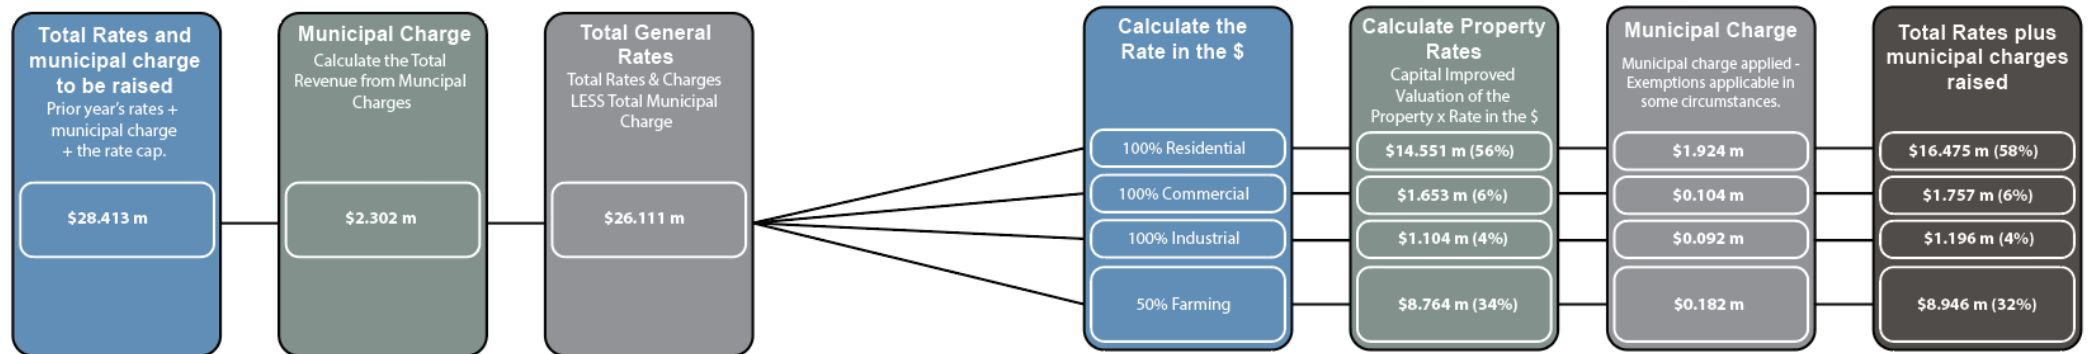 Total Rates and
municipal charge
to be raised
Prior year's rates +
municipal charge
+ the rate cap.
$28.413 m
Municipal Charge
Calculate the Total
Revenue from Muncipal
Charges
$2.302 m
Total General
Rates
Total Rates & Charges
LESS Total Municipal
Charge
$26.111 m
Calculate the
Rate in the $
100% Residential
100% Commercial
100% Industrial
50% Farming
Calculate Property
Rates
Capital Improved
Valuation of the
Property x Rate in the $
$14.551 m (56%)
$1.653 m (6%)
$1.104 m (4%)
$8.764 m (34%)
Municipal Charge
Municipal charge applied -
Exemptions applicable in
some circumstances.
$1.924 m
$0.104 m
$0.092 m
$0.182 m
Total Rates plus
municipal charges
raised
$16.475 m (58%)
$1.757 m (6%)
$1.196 m (4%)
$8.946 m (32%)